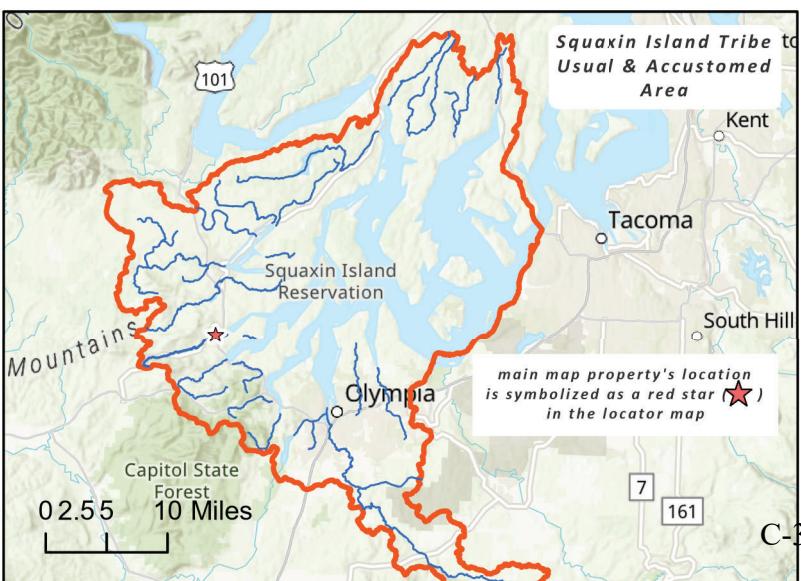 Squaxin Island Tribe
Usual & Accustomed
Area
101
Kent
Tacoma
Squaxin Island
Reservation
Mountains
South Hill
main map property's location
is symbolized as a red star ( )
in the locator map
Olympia
Capitol State
Forest
7
161
0 2.5 5 10 Miles